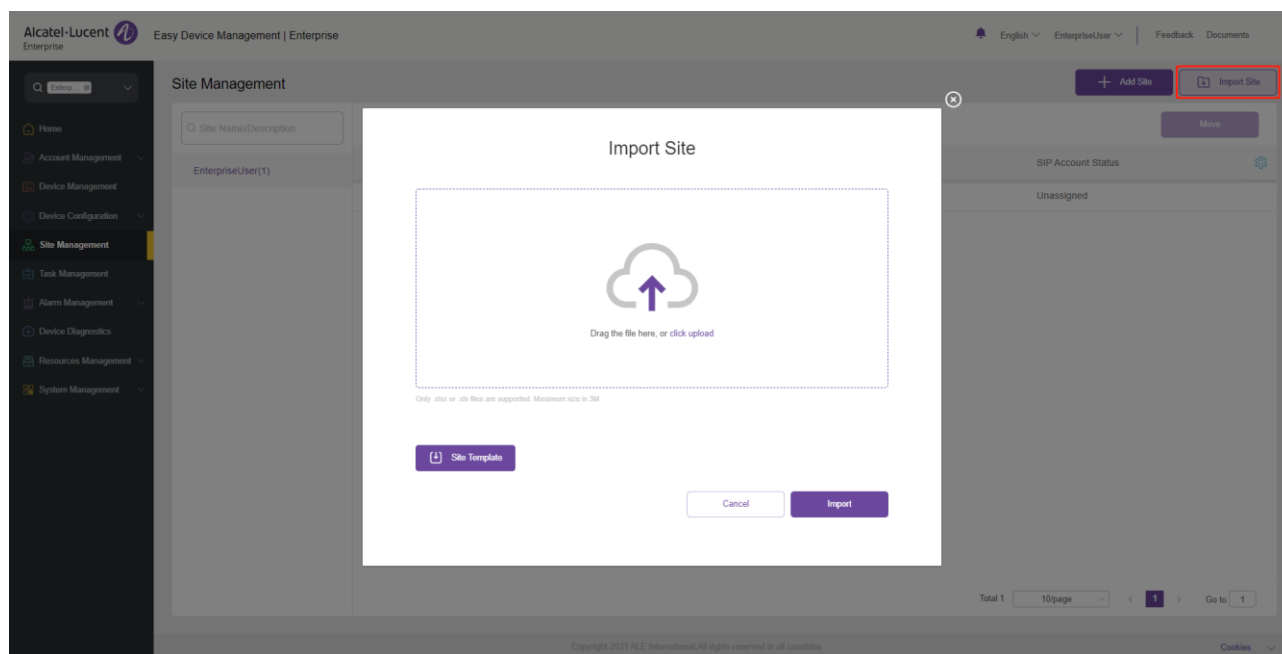 Alcatel·Lucent
Enterprise
Easy Device Management | Enterprise
English
EnterpriseUser
Feedback
Documents
Enterp...
Site Management
Add Site
Import Site
Home
Account Management
Device Management
Device Configuration
Site Management
Task Management
Alarm Management
Device Diagnostics
Resources Management
System Management
Site Name/Description
EnterpriseUser(1)
Move
SIP Account Status
Unassigned
Import Site
Drag the file here, or click upload
Only .xlsx or .xls files are supported. Maximum size is 3M
Site Template
Cancel
Import
Total 1
10/page
1
Go to
1
Copyright 2021 ALE International.All rights reserved in all countries.
Cookies